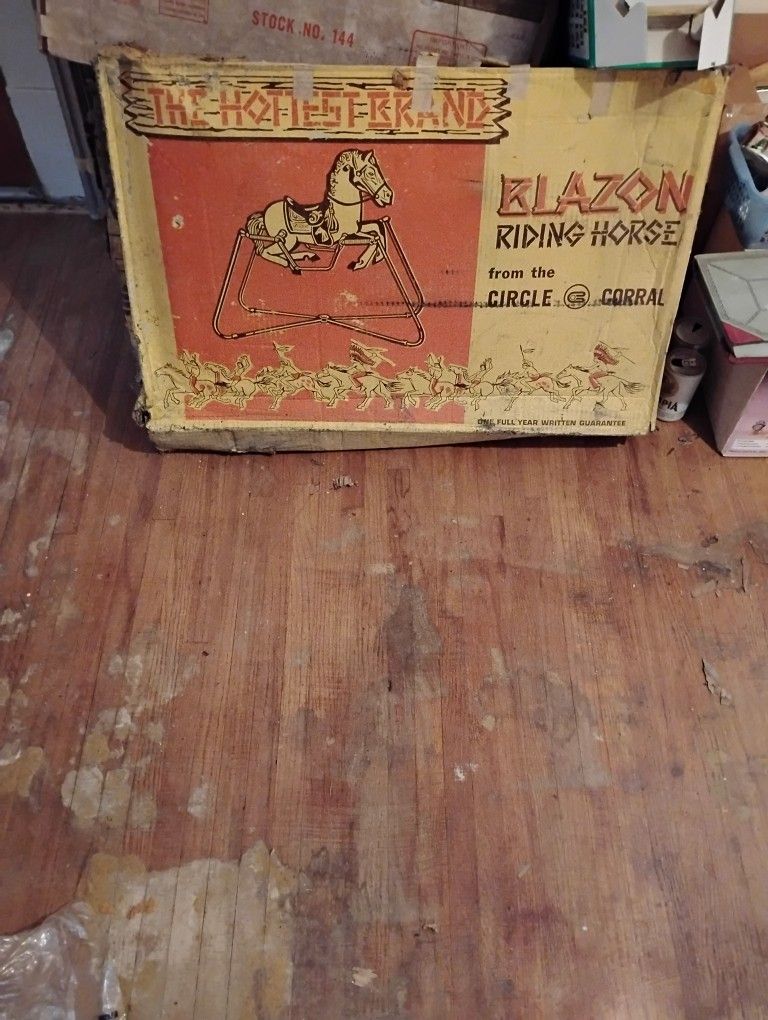 STOCK NO. 144
THE HOTTEST BRAND
BLAZON
RIDING HORSE
from the
CIRCLE CORRAL
ONE FULL YEAR WRITTEN GUARANTEE